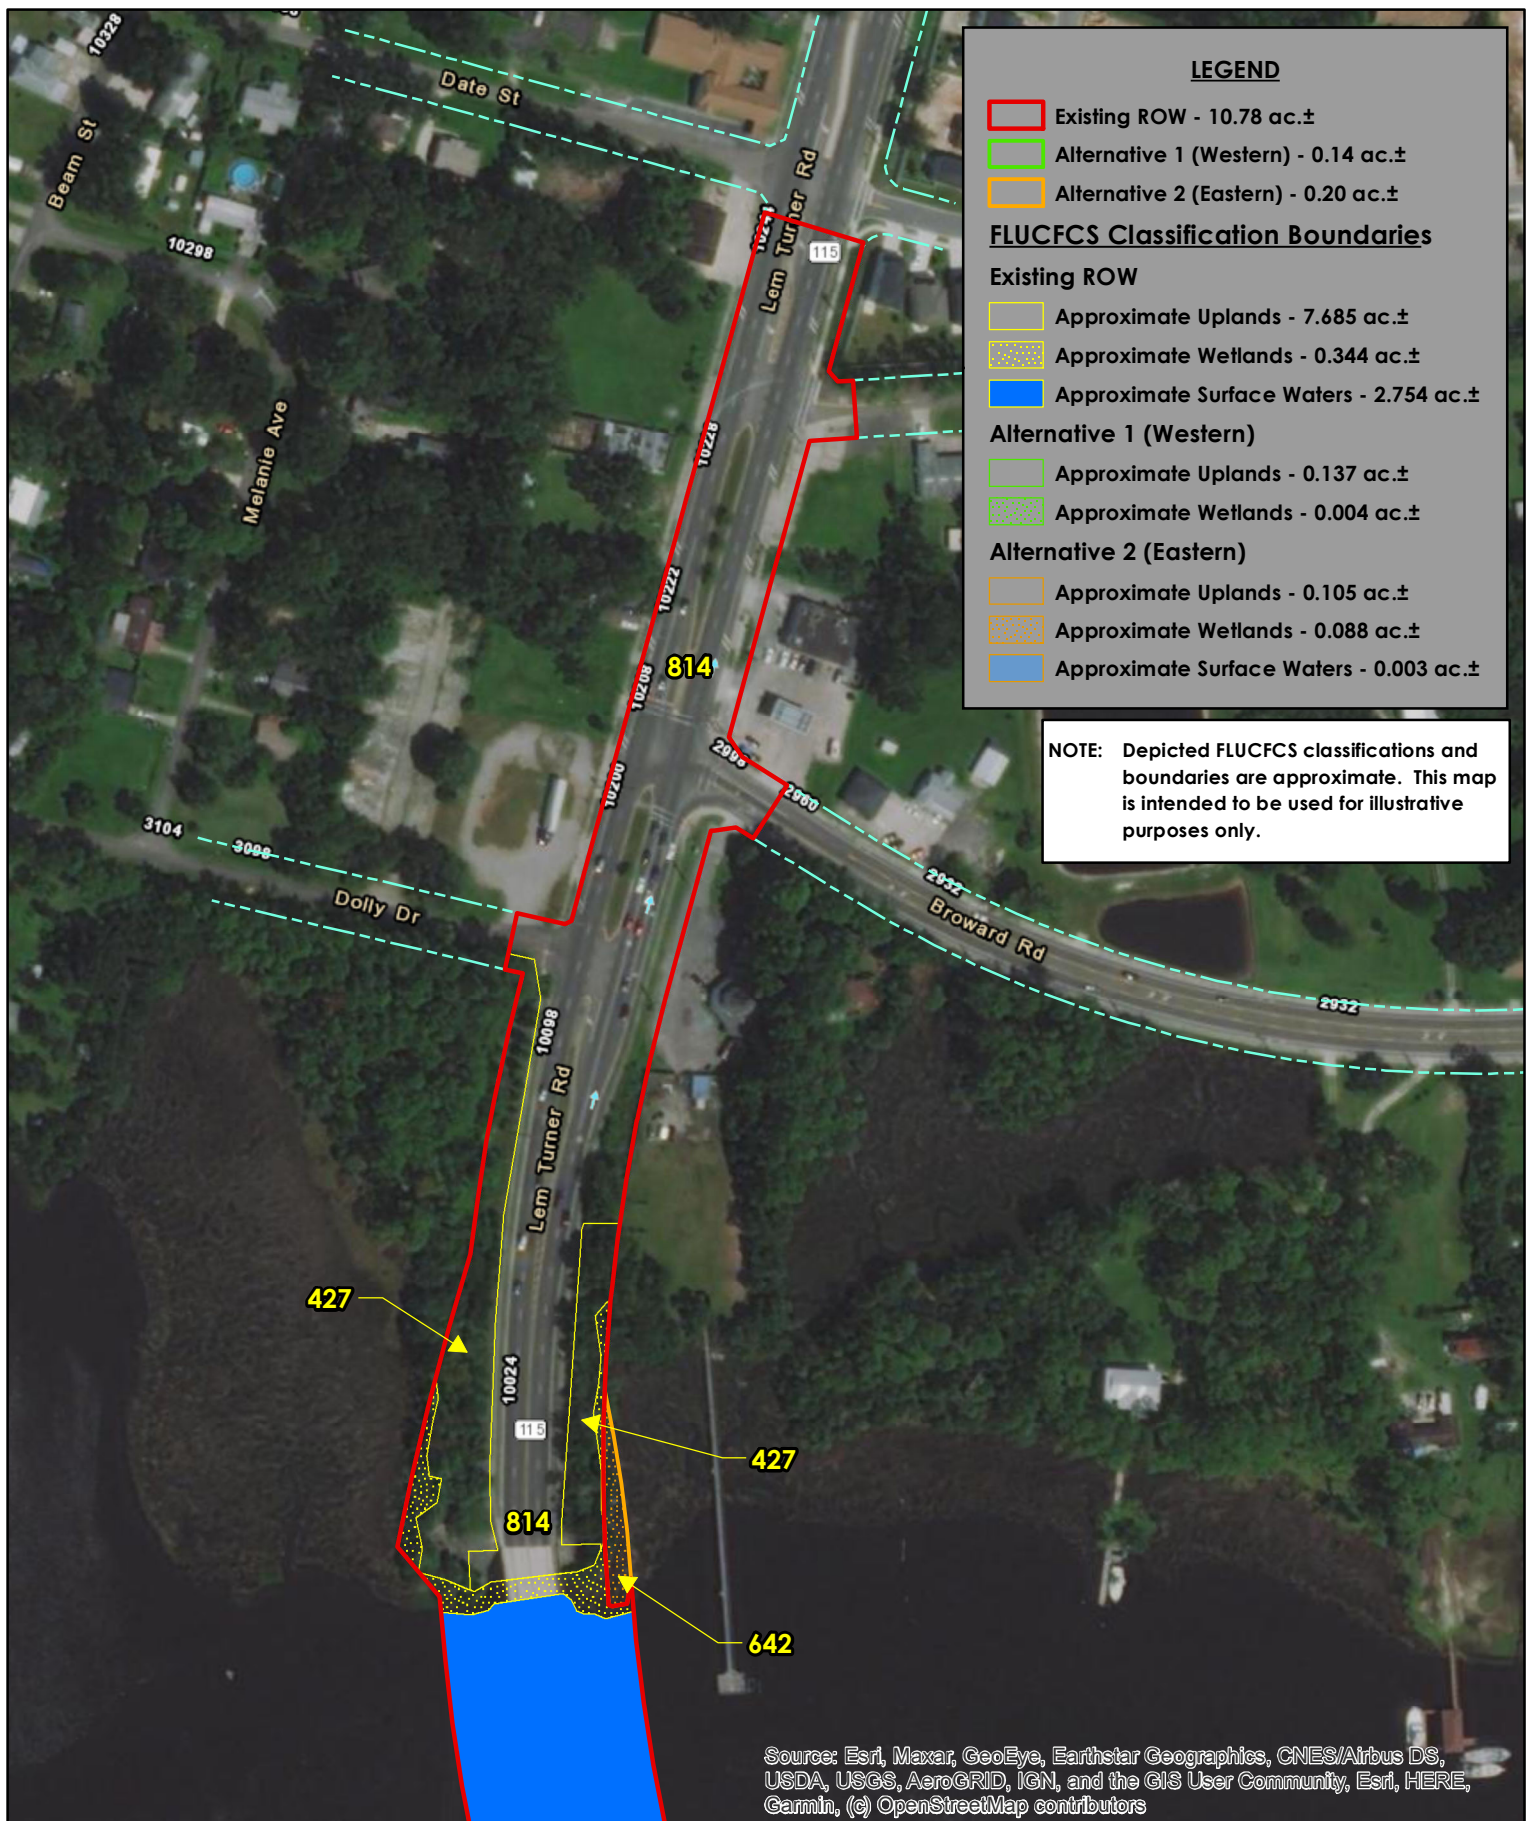 10328
Date St
Beam St
10298
Melanie Ave
Lem Turner Rd
10244
Lem Turner Rd
115
10228
10222
10208
814
10200
2998
2960
3104
3098
Dolly Dr
2932
Broward Rd
2932
10098
Lem Turner Rd
427
10024
115
427
814
642
LEGEND
Existing ROW - 10.78 ac.±
Alternative 1 (Western) - 0.14 ac.±
Alternative 2 (Eastern) - 0.20 ac.±
FLUCFCS Classification Boundaries
Existing ROW
Approximate Uplands - 7.685 ac.±
Approximate Wetlands - 0.344 ac.±
Approximate Surface Waters - 2.754 ac.±
Alternative 1 (Western)
Approximate Uplands - 0.137 ac.±
Approximate Wetlands - 0.004 ac.±
Alternative 2 (Eastern)
Approximate Uplands - 0.105 ac.±
Approximate Wetlands - 0.088 ac.±
Approximate Surface Waters - 0.003 ac.±
NOTE: Depicted FLUCFCS classifications and
boundaries are approximate. This map
is intended to be used for illustrative
purposes only.
Source: Esri, Maxar, GeoEye, Earthstar Geographics, CNES/Airbus DS,
USDA, USGS, AeroGRID, IGN, and the GIS User Community, Esri, HERE,
Garmin, (c) OpenStreetMap contributors